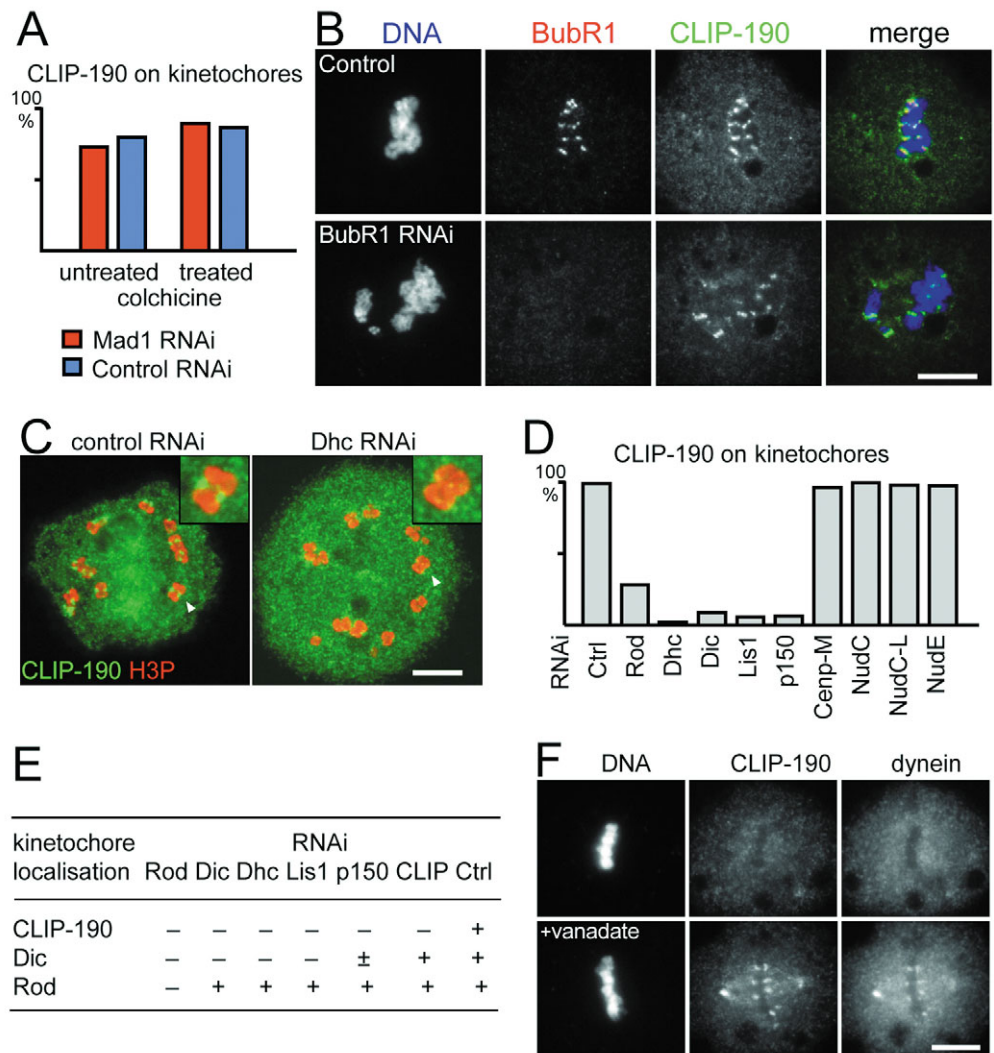 A
CLIP-190 on kinetochores
100
%
untreated treated
colchicine
Mad1 RNAi
Control RNAi
B
DNA BubR1 CLIP-190 merge
Control
BubR1 RNAi
C
control RNAi Dhc RNAi
CLIP-190 H3P
D
CLIP-190 on kinetochores
100
%
RNAi Ctrl Rod Dhc Dic Lis1 p150 Cenp-M NudC NudC-L NudE
E
kinetochore RNAi
localisation Rod Dic Dhc Lis1 p150 CLIP Ctrl
CLIP-190 – – – – – – +
Dic – – – – ± + +
Rod – + + + + + +
F
DNA CLIP-190 dynein
+vanadate